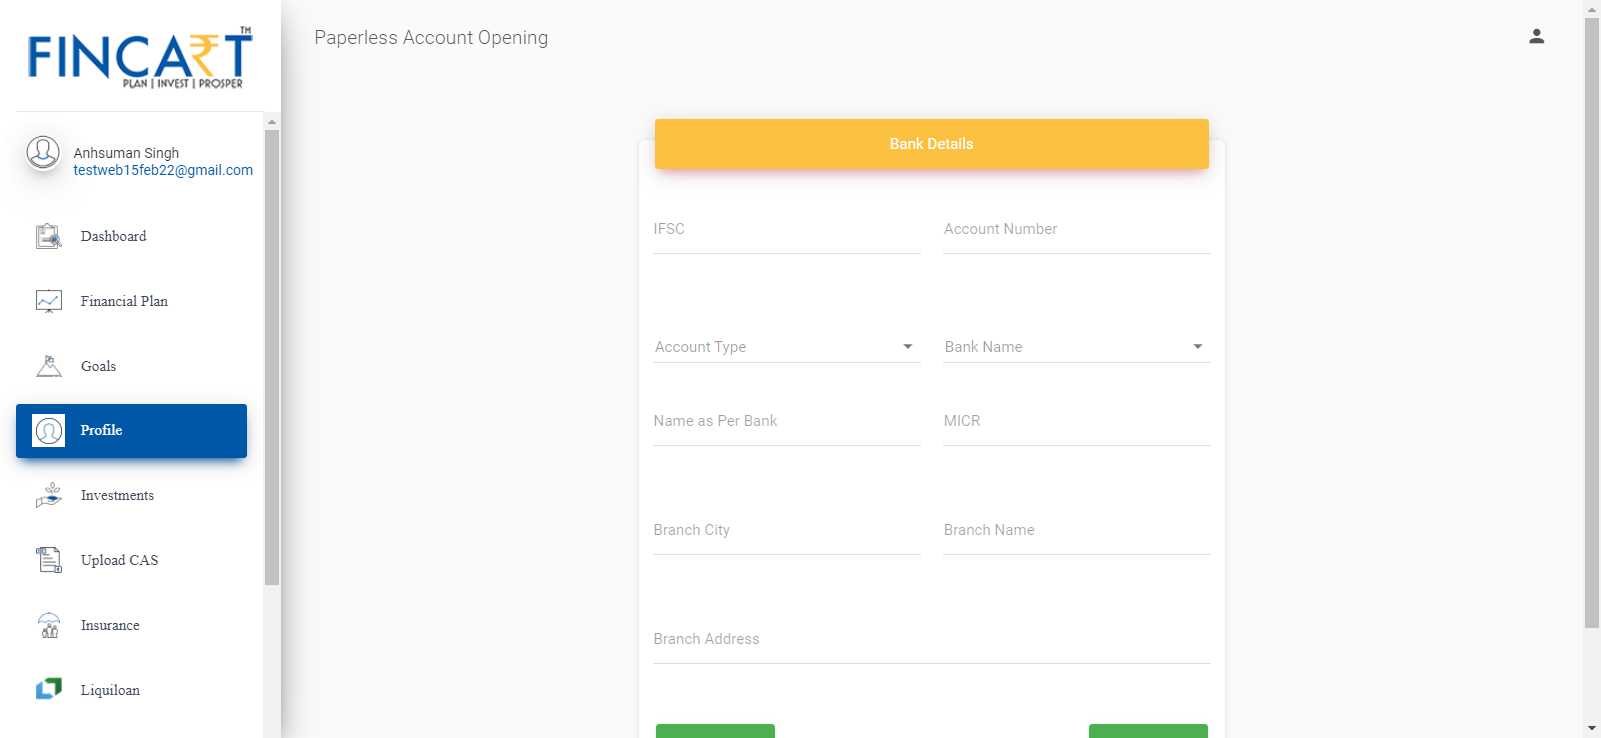 FINCART TM
PLAN | INVEST | PROSPER
Paperless Account Opening
Anhsuman Singh
testweb15feb22@gmail.com
Dashboard
Financial Plan
Goals
Profile
Investments
Upload CAS
Insurance
Liquiloan
Bank Details
IFSC
Account Number
Account Type
Bank Name
Name as Per Bank
MICR
Branch City
Branch Name
Branch Address